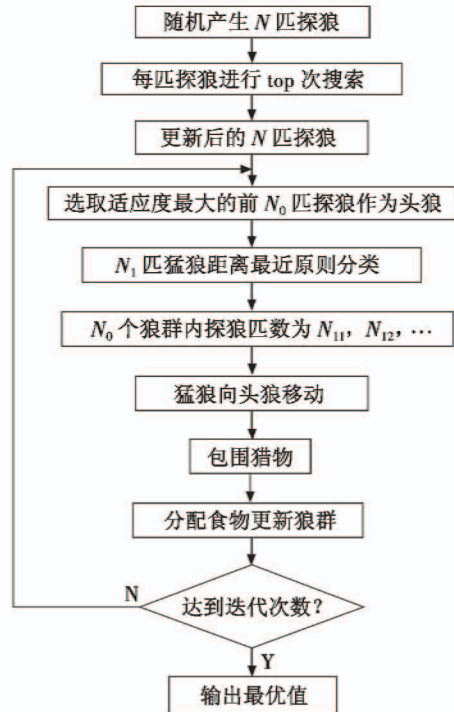 随机产生 N 匹探狼
每匹探狼进行 top 次搜索
更新后的 N 匹探狼
选取适应度最大的前 N₀ 匹探狼作为头狼
N₁ 匹猛狼距离最近原则分类
N₀ 个狼群内探狼匹数为 N₁₁, N₁₂, …
猛狼向头狼移动
包围猎物
分配食物更新狼群
N
达到迭代次数?
Y
输出最优值